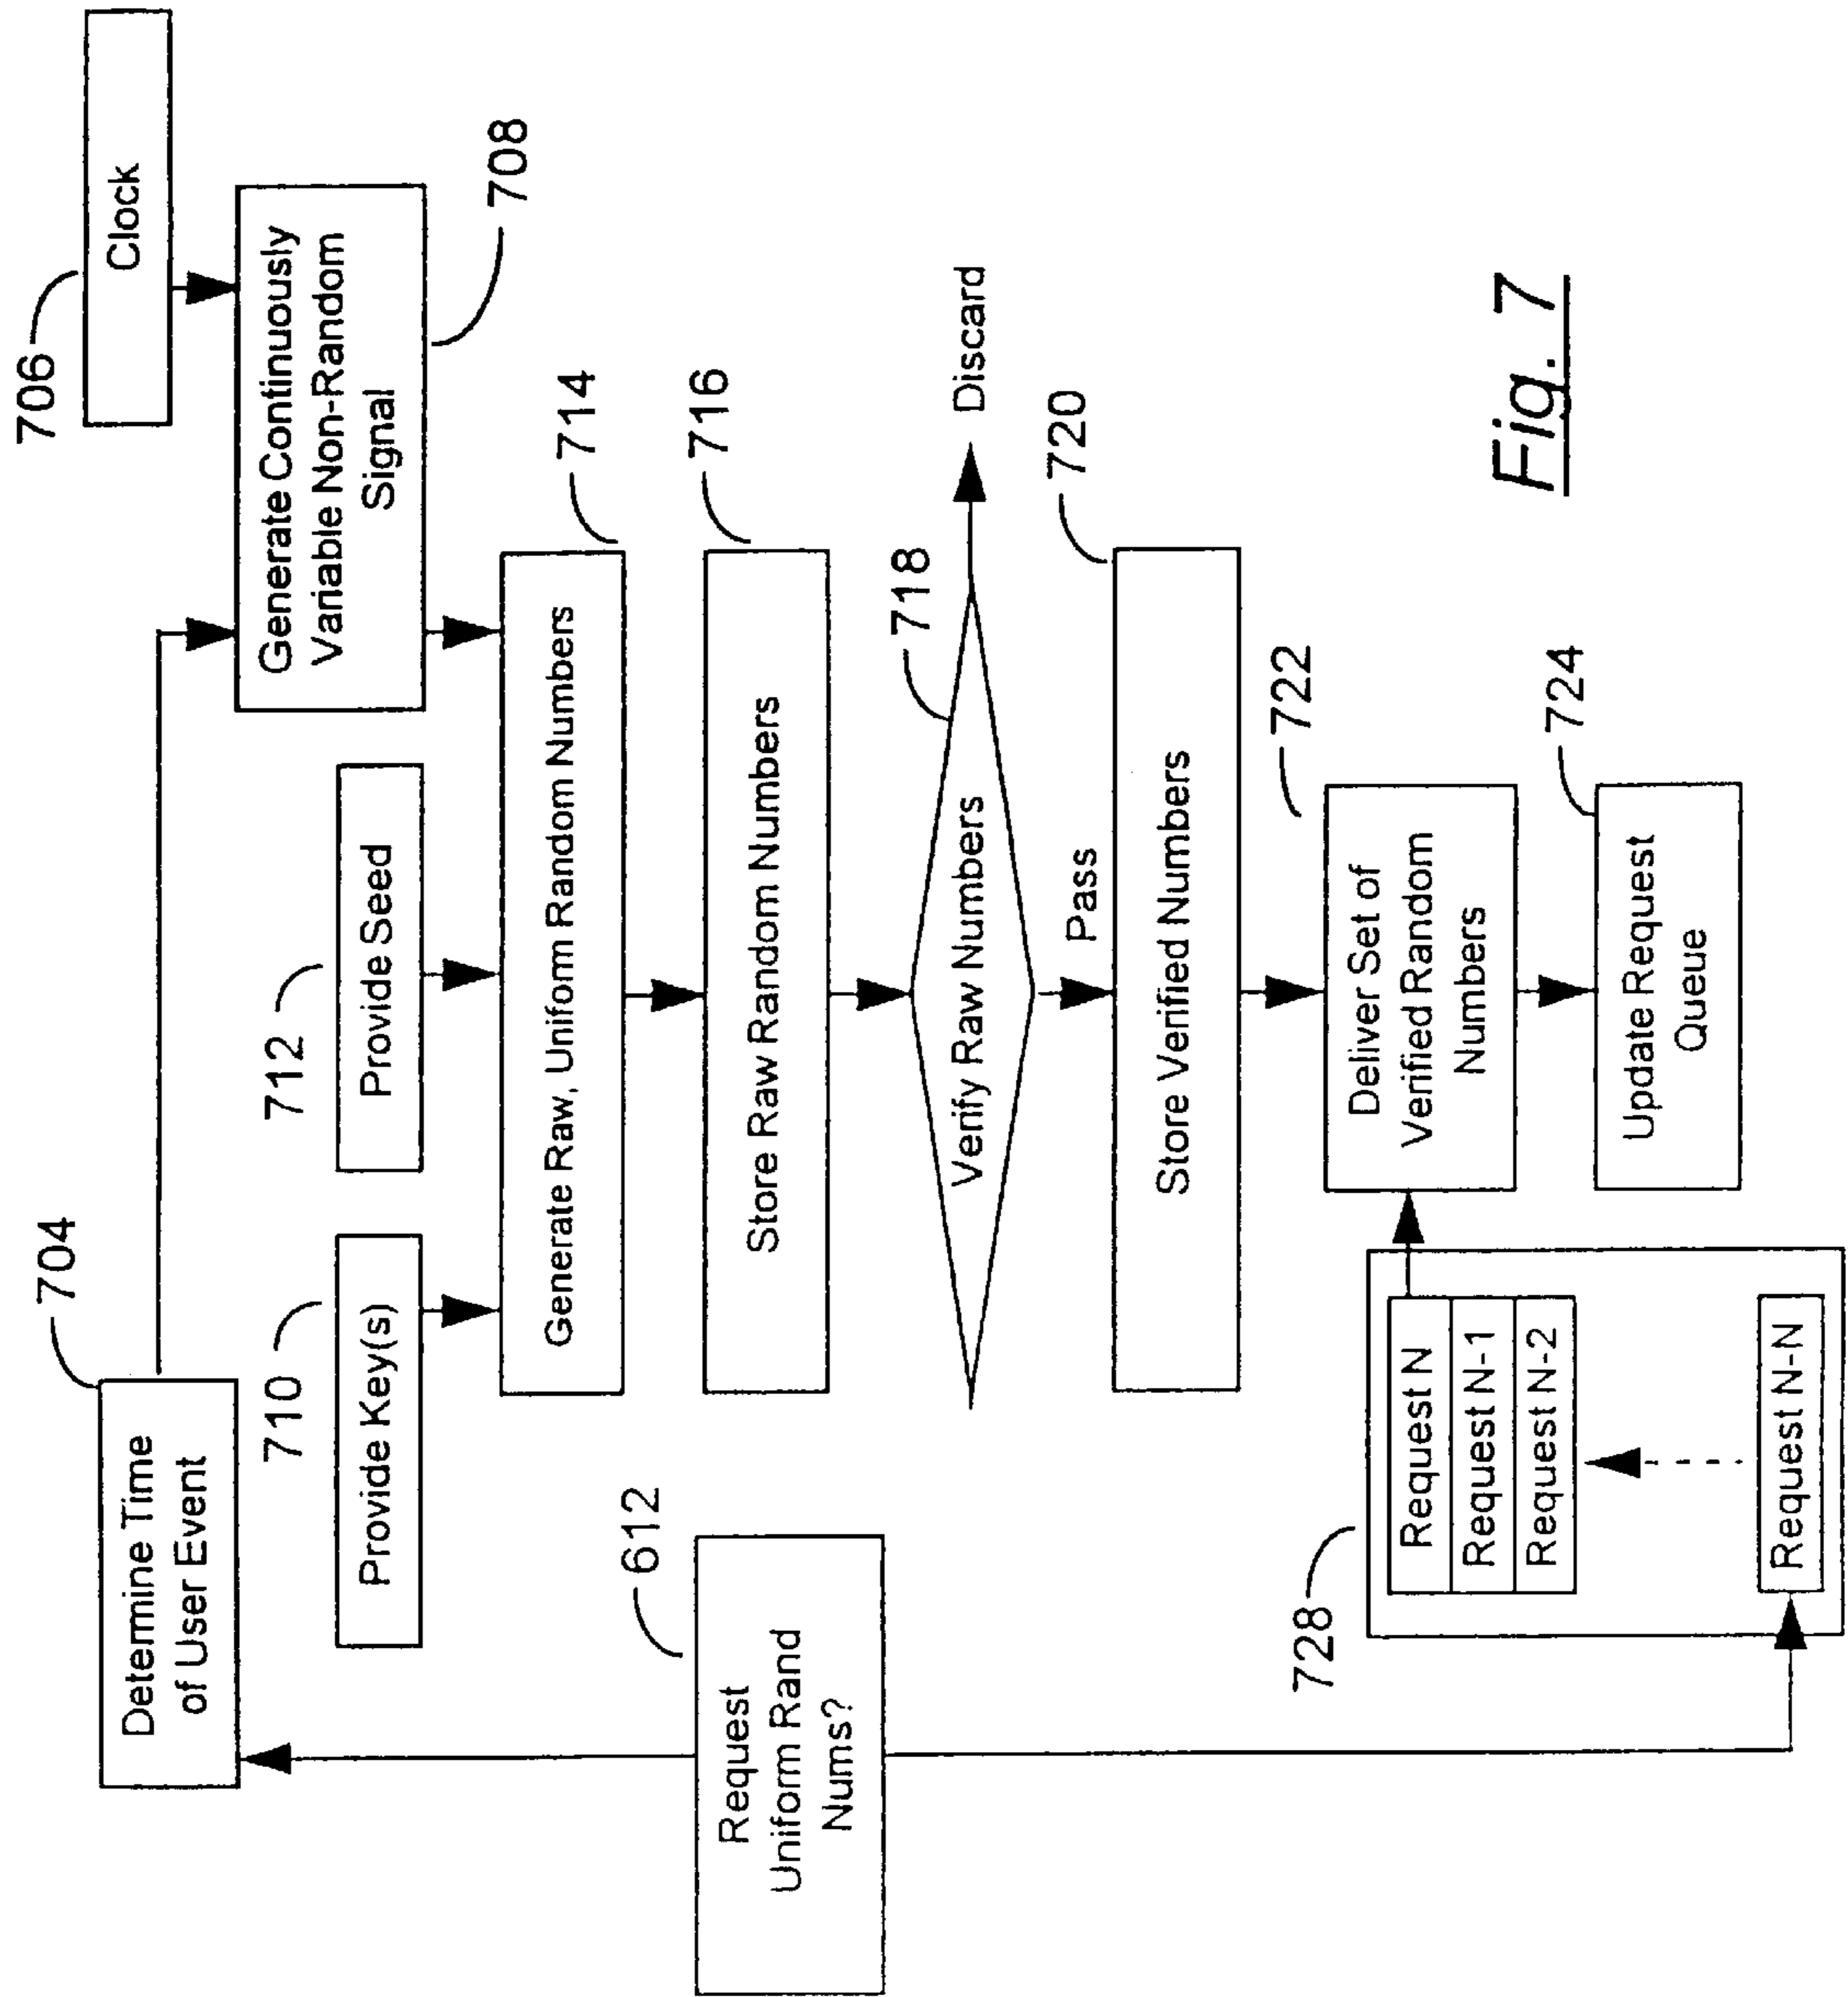 706
Clock
704
Determine Time
of User Event
Generate Continuously
Variable Non-Random
Signal
708
710
Provide Key(s)
712
Provide Seed
714
Generate Raw, Uniform Random Numbers
612
Request
Uniform Rand
Nums?
716
Store Raw Random Numbers
718
Verify Raw Numbers
Discard
Pass
720
Store Verified Numbers
722
Deliver Set of
Verified Random
Numbers
728
Request N
Request N-1
Request N-2
Request N-N
724
Update Request
Queue
Fig. 7